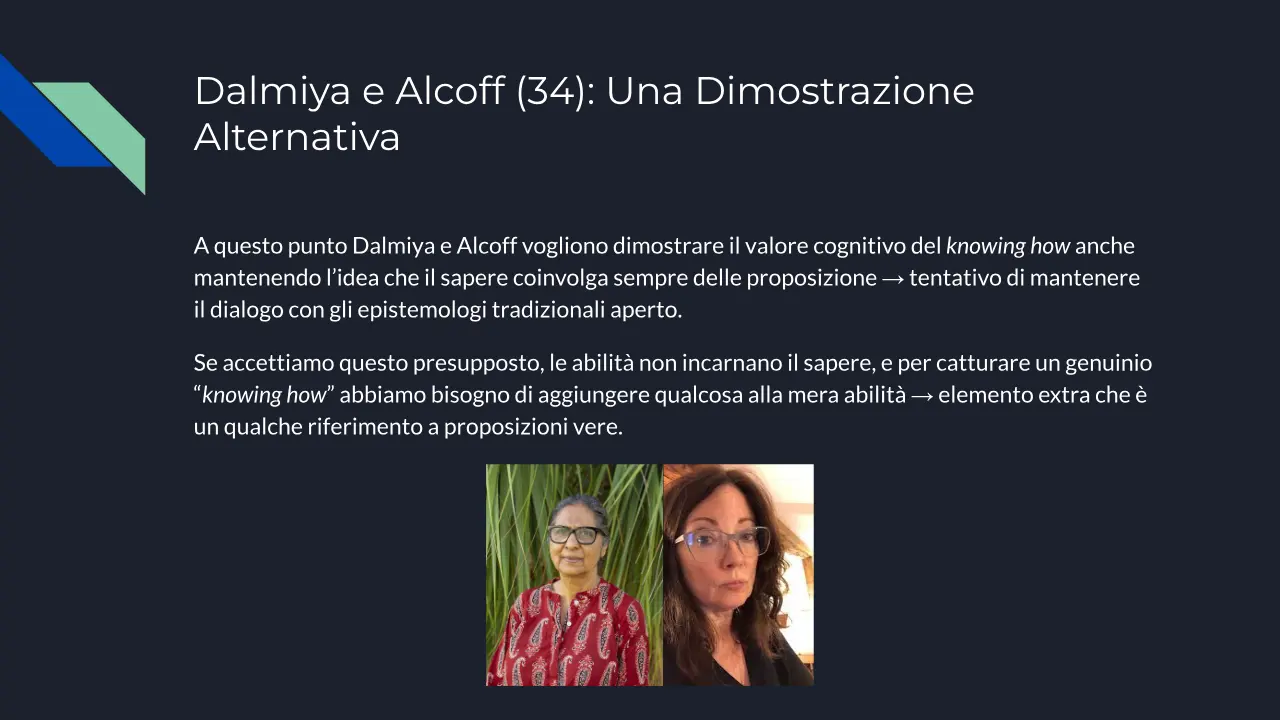 Dalmiya e Alcoff (34): Una Dimostrazione
Alternativa
A questo punto Dalmiya e Alcoff vogliono dimostrare il valore cognitivo del knowing how anche
mantenendo l’idea che il sapere coinvolga sempre delle proposizione → tentativo di mantenere
il dialogo con gli epistemologi tradizionali aperto.
Se accettiamo questo presupposto, le abilità non incarnano il sapere, e per catturare un genuinio
“knowing how” abbiamo bisogno di aggiungere qualcosa alla mera abilità → elemento extra che è
un qualche riferimento a proposizioni vere.